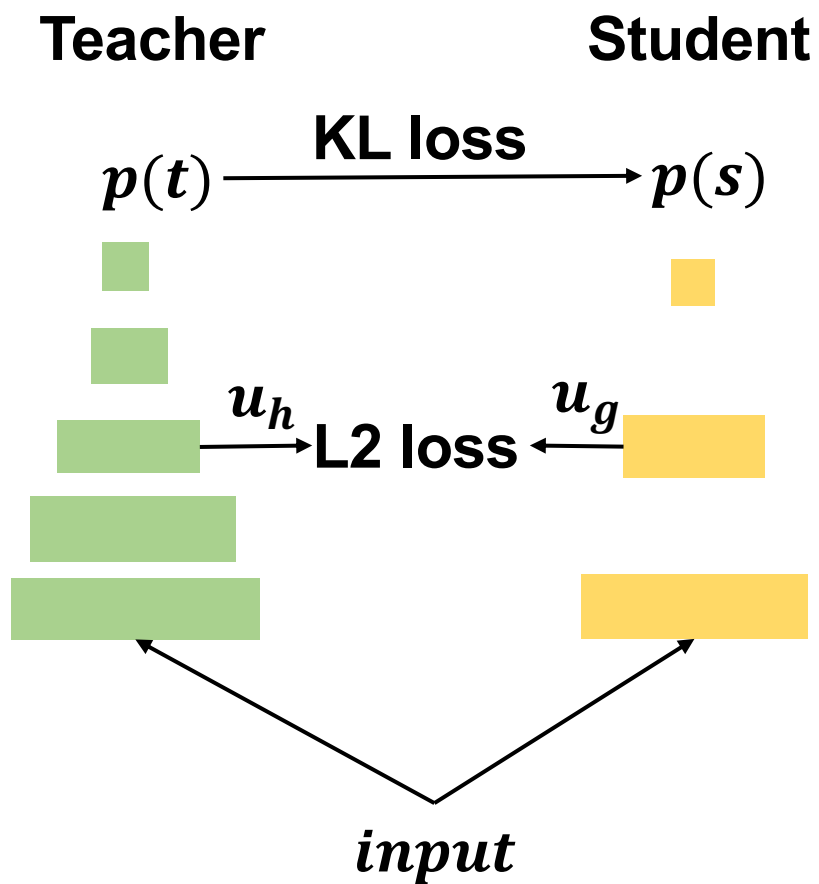 Teacher Student
KL loss
p(t) p(s)
u_h u_g
L2 loss
input